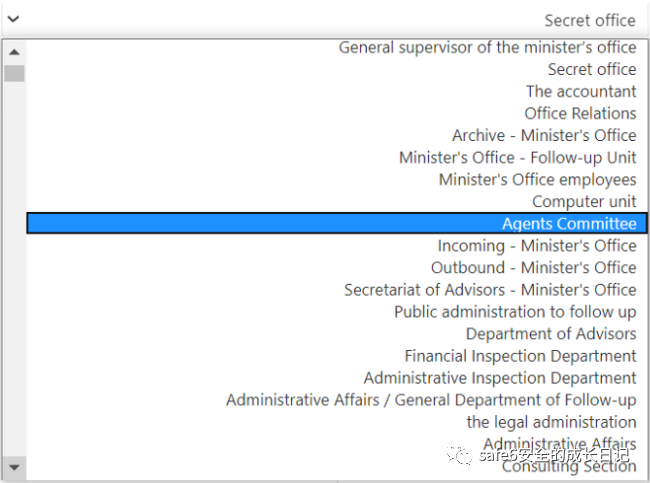 Secret office
General supervisor of the minister's office
Secret office
The accountant
Office Relations
Archive - Minister's Office
Minister's Office - Follow-up Unit
Minister's Office employees
Computer unit
Agents Committee
Incoming - Minister's Office
Outbound - Minister's Office
Secretariat of Advisors - Minister's Office
Public administration to follow up
Department of Advisors
Financial Inspection Department
Administrative Inspection Department
Administrative Affairs / General Department of Follow-up
the legal administration
Administrative Affairs
safe6安全的成长日记
Consulting Section